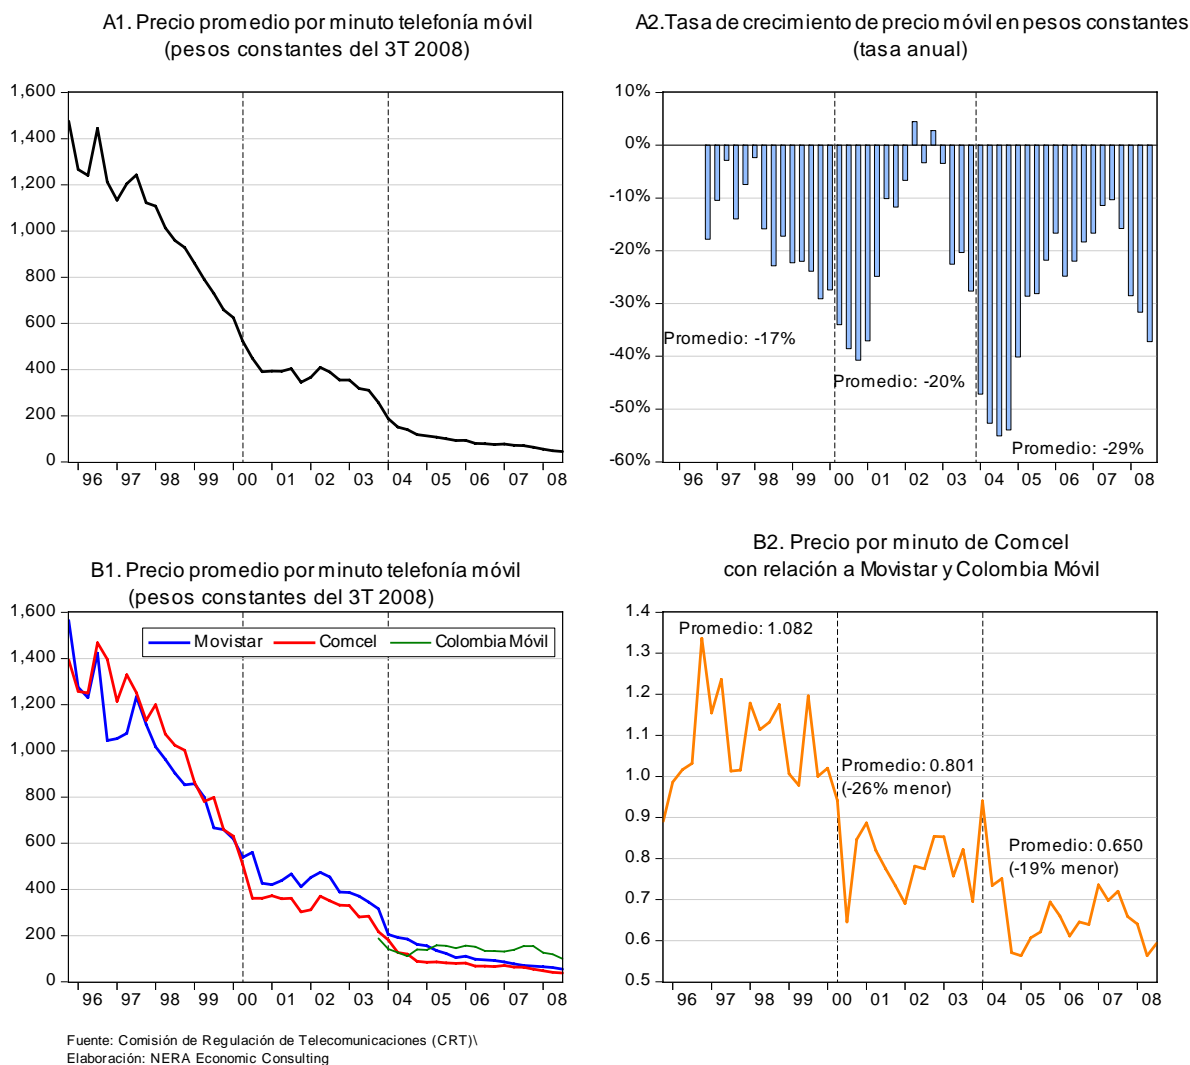 A1. Precio promedio por minuto telefonía móvil
(pesos constantes del 3T 2008)
1,600
1,400
1,200
1,000
800
600
400
200
0
96 97 98 99 00 01 02 03 04 05 06 07 08
A2.Tasa de crecimiento de precio móvil en pesos constantes
(tasa anual)
10%
0%
-10%
-20%
-30%
-40%
-50%
-60%
Promedio: -17%
Promedio: -20%
Promedio: -29%
96 97 98 99 00 01 02 03 04 05 06 07 08
B1. Precio promedio por minuto telefonía móvil
(pesos constantes del 3T 2008)
1,600
1,400
1,200
1,000
800
600
400
200
0
Movistar Comcel Colombia Móvil
96 97 98 99 00 01 02 03 04 05 06 07 08
B2. Precio por minuto de Comcel
con relación a Movistar y Colombia Móvil
1.4
1.3
1.2
1.1
1.0
0.9
0.8
0.7
0.6
0.5
Promedio: 1.082
Promedio: 0.801
(-26% menor)
Promedio: 0.650
(-19% menor)
96 97 98 99 00 01 02 03 04 05 06 07 08
Fuente: Comisión de Regulación de Telecomunicaciones (CRT)\
Elaboración: NERA Economic Consulting